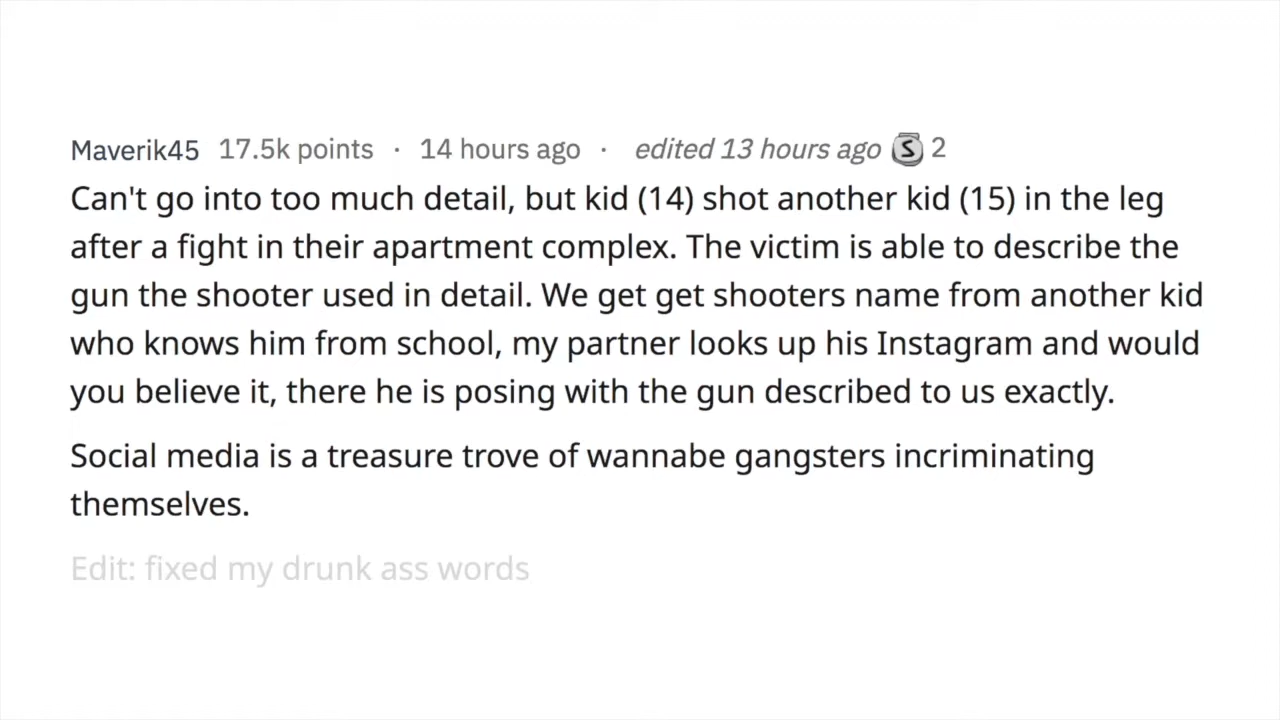 Maverik45 17.5k points · 14 hours ago · edited 13 hours ago S 2
Can't go into too much detail, but kid (14) shot another kid (15) in the leg
after a fight in their apartment complex. The victim is able to describe the
gun the shooter used in detail. We get get shooters name from another kid
who knows him from school, my partner looks up his Instagram and would
you believe it, there he is posing with the gun described to us exactly.
Social media is a treasure trove of wannabe gangsters incriminating
themselves.
Edit: fixed my drunk ass words